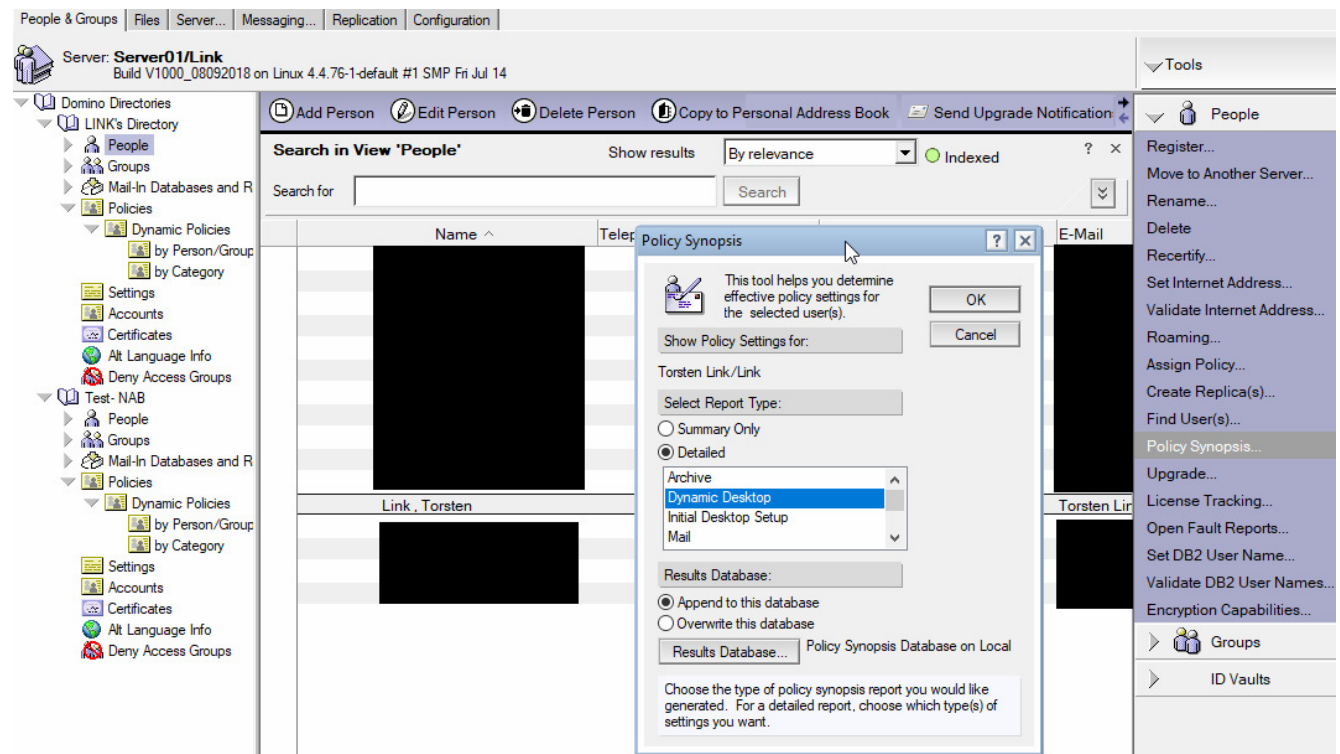 People & Groups Files Server... Messaging... Replication Configuration
Server: Server01/Link
Build V1000_08092018 on Linux 4.4.76-1-default #1 SMP Fri Jul 14
Tools
Domino Directories
LINK's Directory
People
Groups
Mail-In Databases and R
Policies
Dynamic Policies
by Person/Group
by Category
Settings
Accounts
Certificates
Alt Language Info
Deny Access Groups
Test- NAB
People
Groups
Mail-In Databases and R
Policies
Dynamic Policies
by Person/Group
by Category
Settings
Accounts
Certificates
Alt Language Info
Deny Access Groups
Add Person Edit Person Delete Person Copy to Personal Address Book Send Upgrade Notification
Search in View 'People' Show results By relevance Indexed ? ×
Search for Search
Name Telep E-Mail
Link , Torsten Torsten Lin
Policy Synopsis
This tool helps you determine
effective policy settings for
the selected user(s).
OK
Cancel
Show Policy Settings for:
Torsten Link/Link
Select Report Type:
Summary Only
Detailed
Archive
Dynamic Desktop
Initial Desktop Setup
Mail
Results Database:
Append to this database
Overwrite this database
Results Database... Policy Synopsis Database on Local
Choose the type of policy synopsis report you would like
generated. For a detailed report, choose which type(s) of
settings you want.
People
Register...
Move to Another Server...
Rename...
Delete
Recertify...
Set Internet Address...
Validate Internet Address...
Roaming...
Assign Policy...
Create Replica(s)...
Find User(s)...
Policy Synopsis...
Upgrade...
License Tracking...
Open Fault Reports...
Set DB2 User Name...
Validate DB2 User Names...
Encryption Capabilities...
Groups
ID Vaults